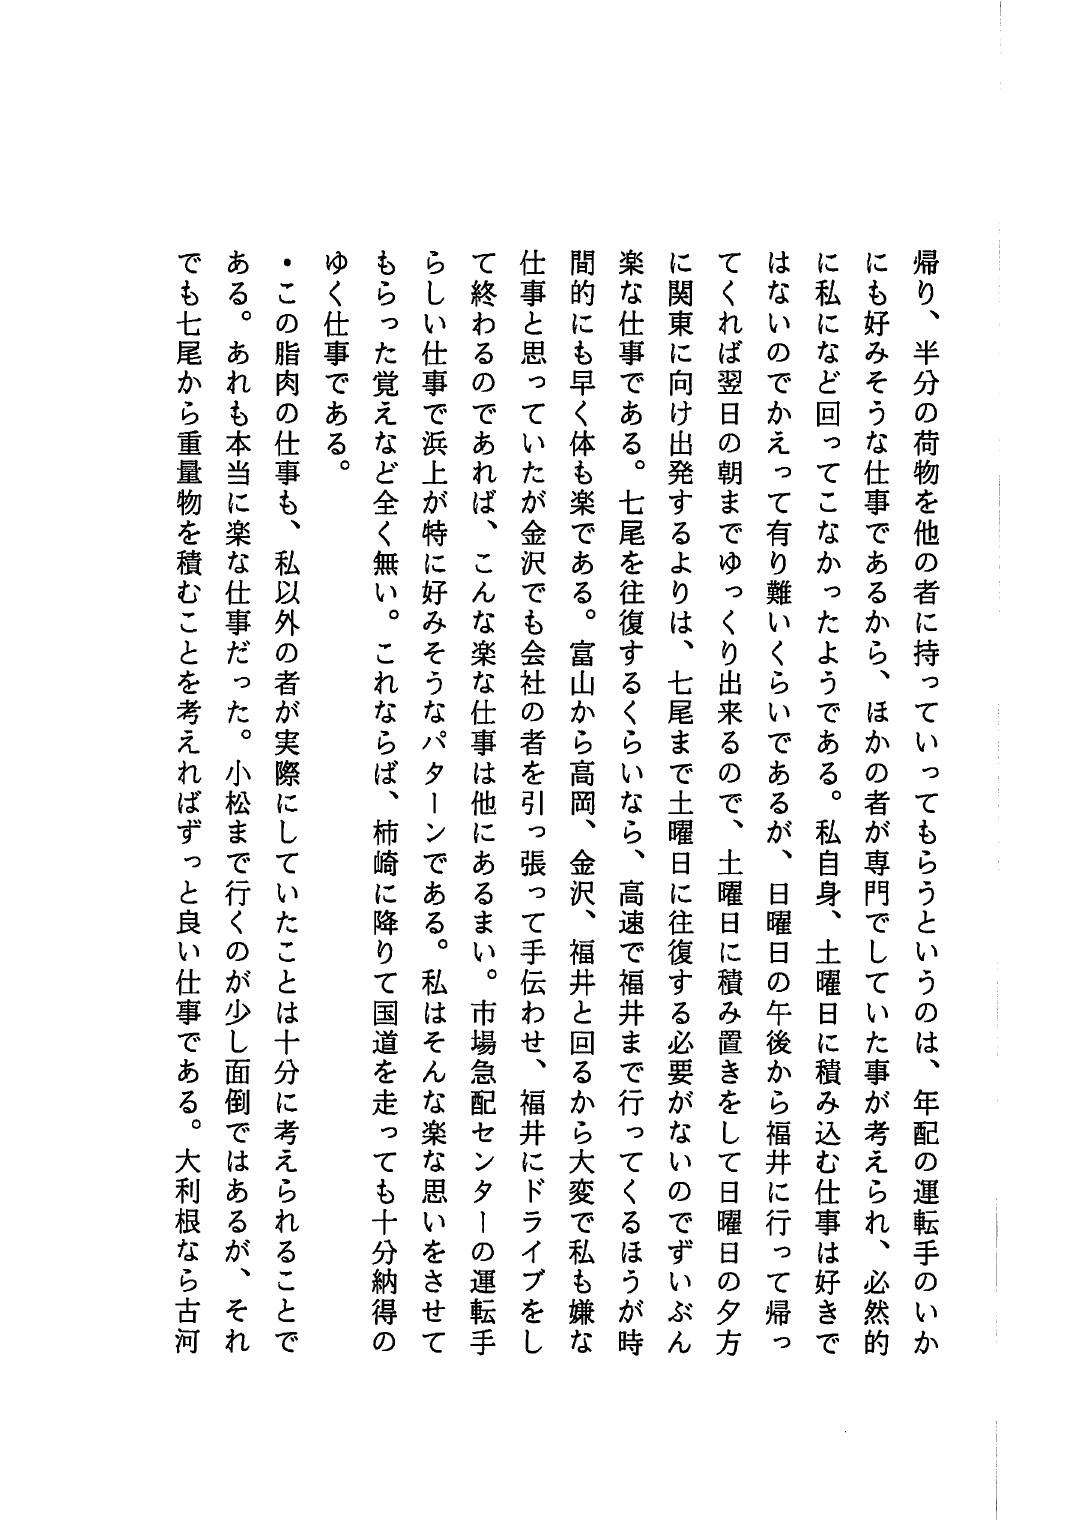 帰り、半分の荷物を他の者に持っていってもらうというのは、年配の運転手のいか
にも好みそうな仕事であるから、ほかの者が専門でしていた事が考えられ、必然的
に私になど回ってこなかったようである。私自身、土曜日に積み込む仕事は好きで
はないのでかえって有り難いくらいであるが、日曜日の午後から福井に行って帰っ
てくれば翌日の朝までゆっくり出来るので、土曜日に積み置きをして日曜日の夕方
に関東に向け出発するよりは、七尾まで土曜日に往復する必要がないのでずいぶん
楽な仕事である。七尾を往復するくらいなら、高速で福井まで行ってくるほうが時
間的にも早く体も楽である。富山から高岡、金沢、福井と回るから大変で私も嫌な
仕事と思っていたが金沢でも会社の者を引っ張って手伝わせ、福井にドライブをし
て終わるのであれば、こんな楽な仕事は他にあるまい。市場急配センターの運転手
らしい仕事で浜上が特に好みそうなパターンである。私はそんな楽な思いをさせて
もらった覚えなど全く無い。これならば、柿崎に降りて国道を走っても十分納得の
ゆく仕事である。
・この脂肉の仕事も、私以外の者が実際にしていたことは十分に考えられることで
ある。あれも本当に楽な仕事だった。小松まで行くのが少し面倒ではあるが、それ
でも七尾から重量物を積むことを考えればずっと良い仕事である。大利根なら古河